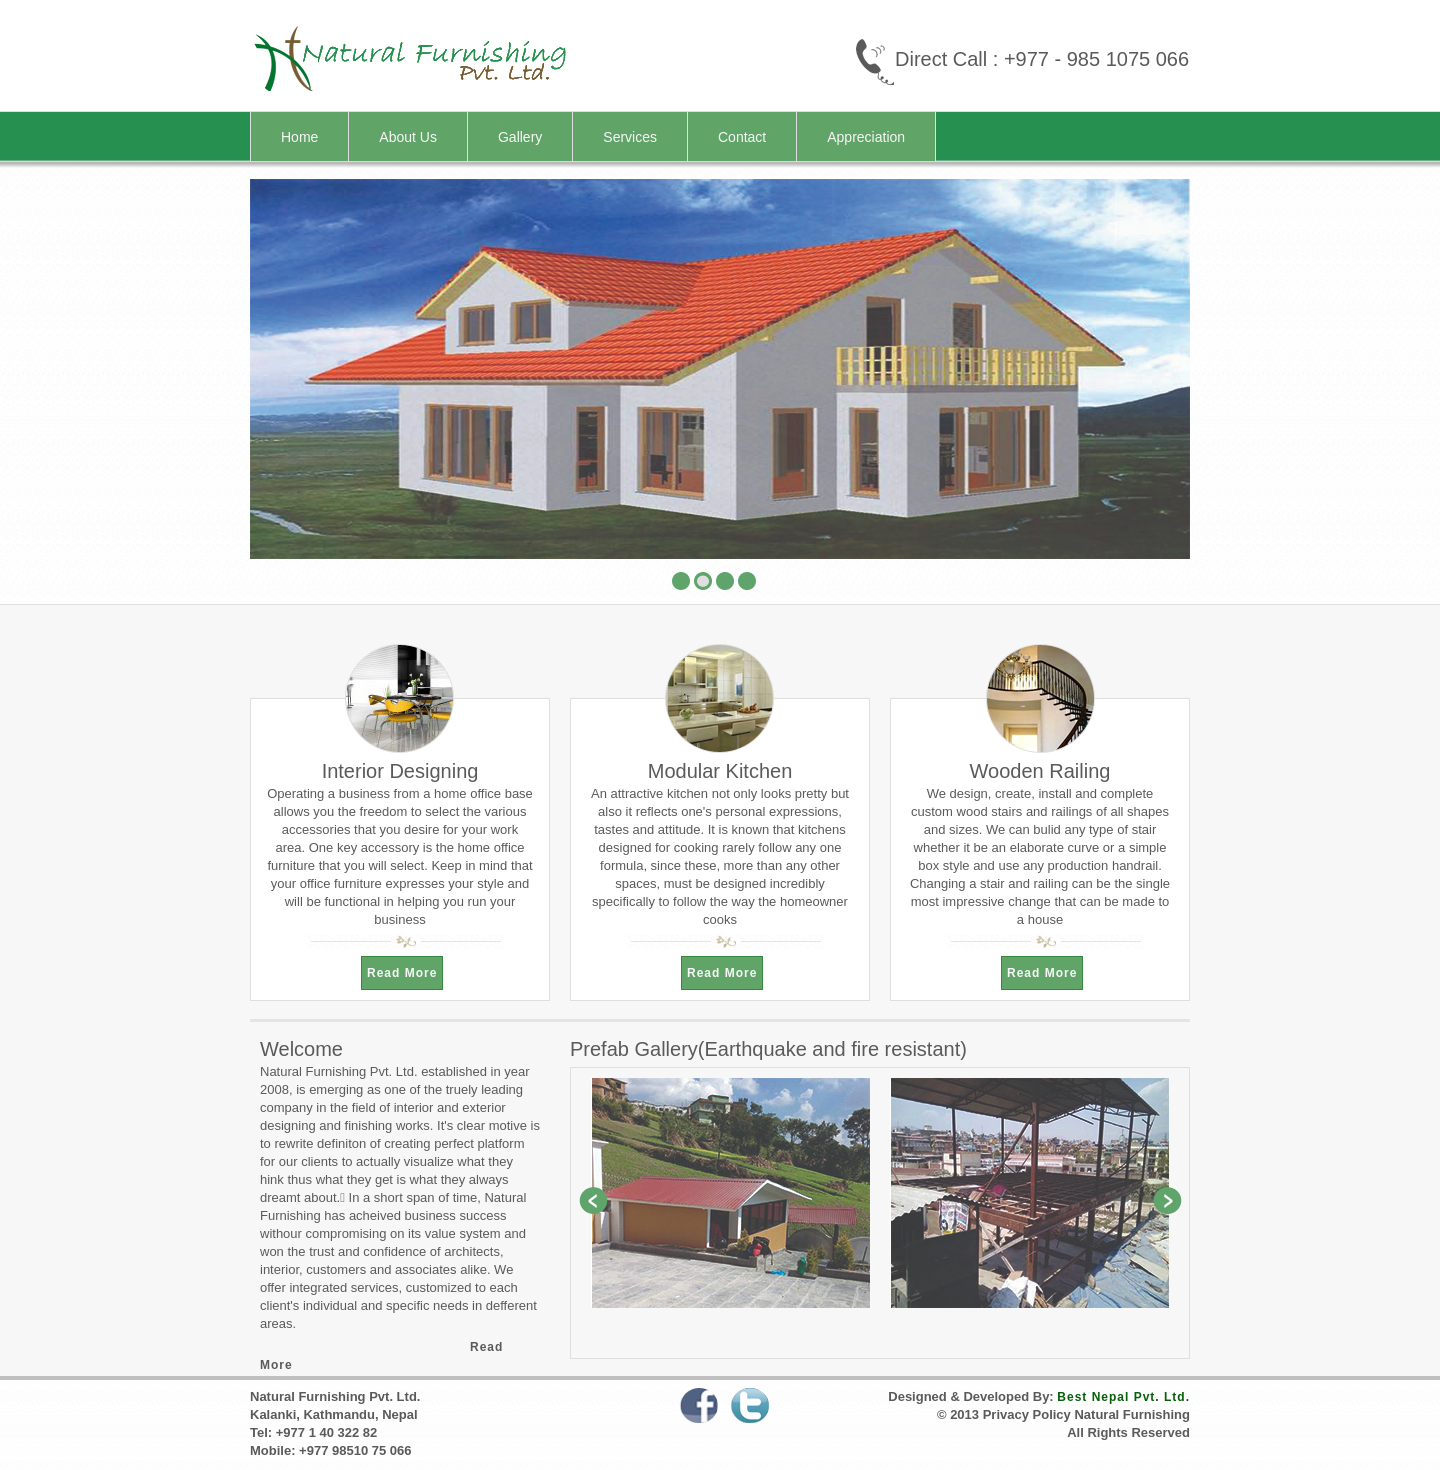 Natural Furnishing
Pvt. Ltd.
Direct Call : +977 - 985 1075 066
Home
About Us
Gallery
Services
Contact
Appreciation
Interior Designing
Operating a business from a home office base
allows you the freedom to select the various
accessories that you desire for your work
area. One key accessory is the home office
furniture that you will select. Keep in mind that
your office furniture expresses your style and
will be functional in helping you run your
business
Read More
Modular Kitchen
An attractive kitchen not only looks pretty but
also it reflects one's personal expressions,
tastes and attitude. It is known that kitchens
designed for cooking rarely follow any one
formula, since these, more than any other
spaces, must be designed incredibly
specifically to follow the way the homeowner
cooks
Read More
Wooden Railing
We design, create, install and complete
custom wood stairs and railings of all shapes
and sizes. We can bulid any type of stair
whether it be an elaborate curve or a simple
box style and use any production handrail.
Changing a stair and railing can be the single
most impressive change that can be made to
a house
Read More
Welcome
Natural Furnishing Pvt. Ltd. established in year
2008, is emerging as one of the truely leading
company in the field of interior and exterior
designing and finishing works. It's clear motive is
to rewrite definiton of creating perfect platform
for our clients to actually visualize what they
hink thus what they get is what they always
dreamt about. In a short span of time, Natural
Furnishing has acheived business success
withour compromising on its value system and
won the trust and confidence of architects,
interior, customers and associates alike. We
offer integrated services, customized to each
client's individual and specific needs in defferent
areas.
Read
More
Prefab Gallery(Earthquake and fire resistant)
Natural Furnishing Pvt. Ltd.
Kalanki, Kathmandu, Nepal
Tel: +977 1 40 322 82
Mobile: +977 98510 75 066
Designed & Developed By: Best Nepal Pvt. Ltd.
© 2013 Privacy Policy Natural Furnishing
All Rights Reserved